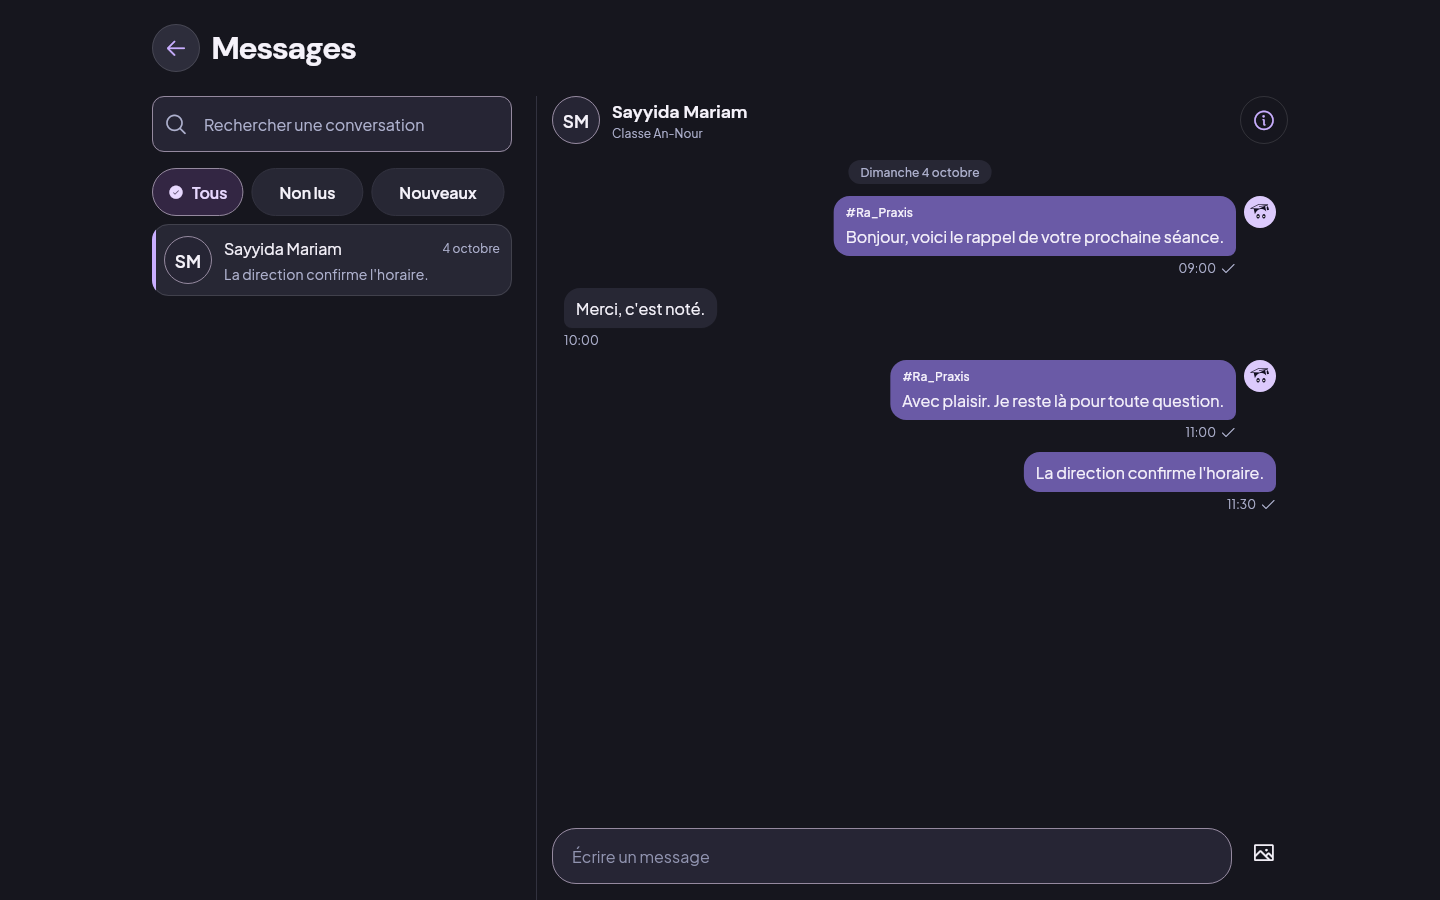 Messages
Rechercher une conversation
Tous
Non lus
Nouveaux
SM
Sayyida Mariam
4 octobre
La direction confirme l'horaire.
SM
Sayyida Mariam
Classe An-Nour
Dimanche 4 octobre
#Ra_Praxis
Bonjour, voici le rappel de votre prochaine séance.
09:00
Merci, c'est noté.
10:00
#Ra_Praxis
Avec plaisir. Je reste là pour toute question.
11:00
La direction confirme l'horaire.
11:30
Écrire un message